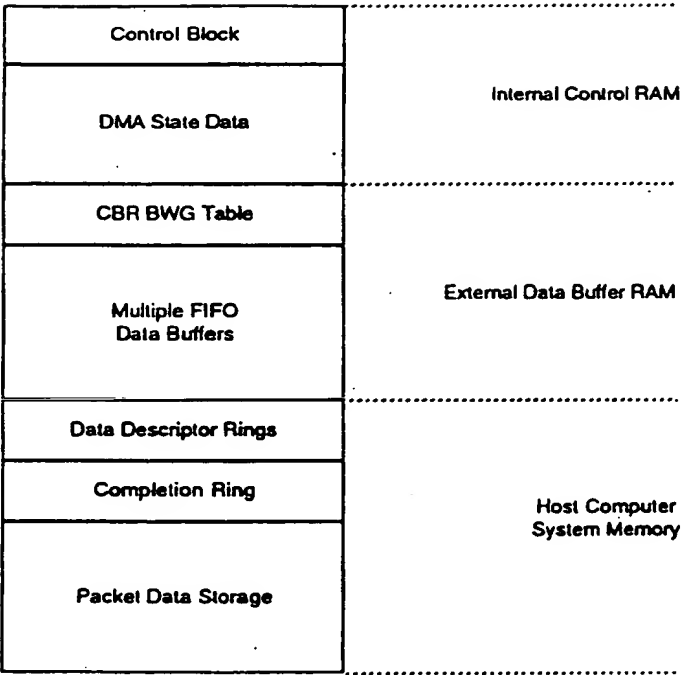 Control Block
Internal Control RAM
DMA State Data
CBR BWG Table
External Data Buffer RAM
Multiple FIFO
Data Buffers
Data Descriptor Rings
Completion Ring
Host Computer
System Memory
Packet Data Storage